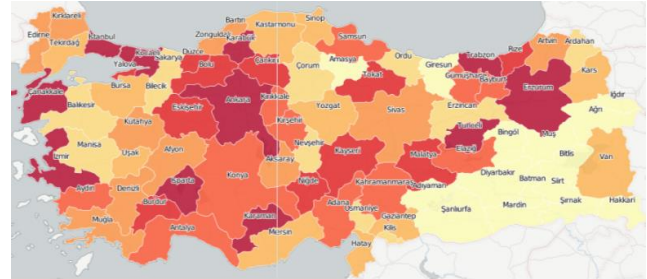 Kırklareli
Edirne
Tekirdağ
İstanbul
Kocaeli
Yalova
Sakarya
Düzce
Zonguldak
Bartın
Karabük
Kastamonu
Sinop
Samsun
Bolu
Çankırı
Çorum
Amasya
Ordu
Giresun
Trabzon
Rize
Artvin
Ardahan
Kars
Iğdır
Ağrı
Erzurum
Bayburt
Gümüşhane
Tokat
Çanakkale
Balıkesir
Bursa
Bilecik
Eskişehir
Ankara
Kırıkkale
Yozgat
Sivas
Erzincan
Tunceli
Bingöl
Muş
Bitlis
Van
Kütahya
Manisa
İzmir
Uşak
Afyon
Kırşehir
Nevşehir
Kayseri
Malatya
Elazığ
Diyarbakır
Batman
Siirt
Şırnak
Hakkari
Mardin
Şanlıurfa
Adıyaman
Kahramanmaraş
Aksaray
Konya
Isparta
Denizli
Aydın
Muğla
Burdur
Antalya
Karaman
Niğde
Mersin
Adana
Osmaniye
Gaziantep
Kilis
Hatay